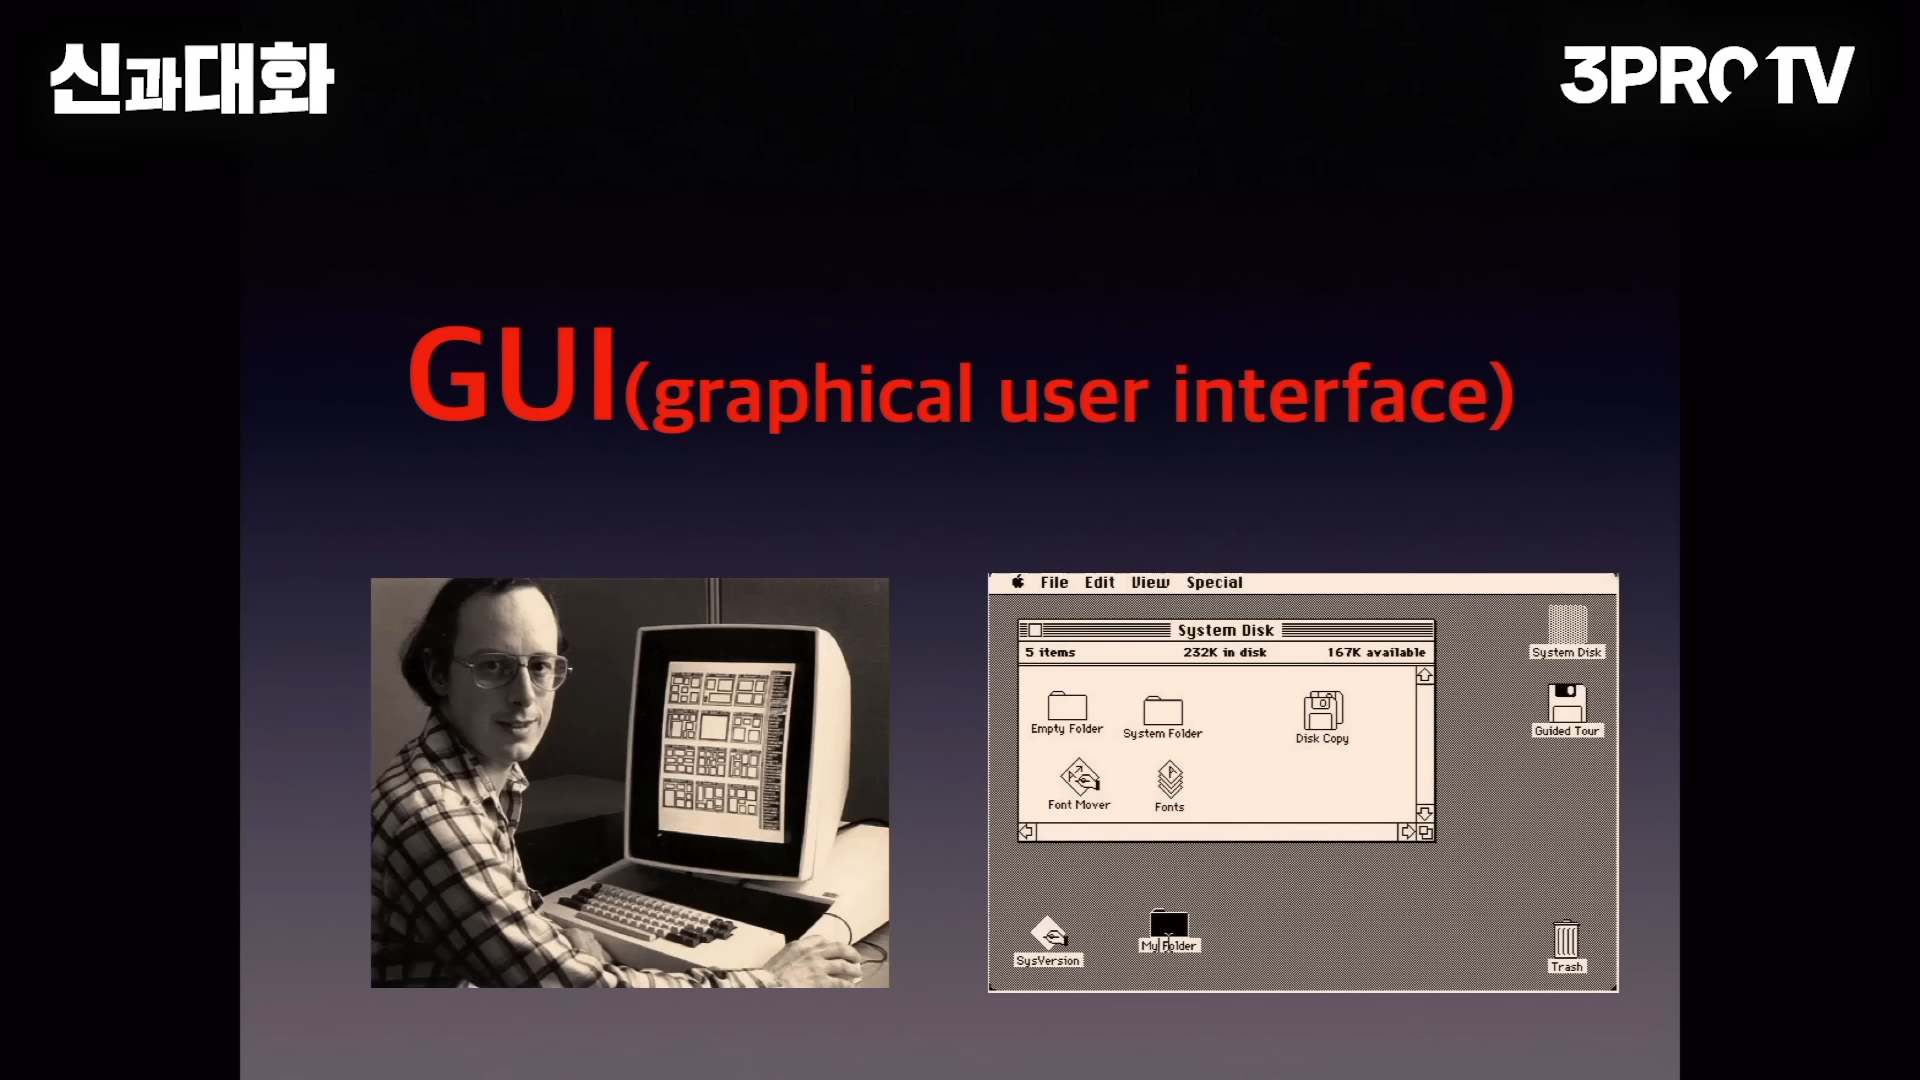 신과대화
3PROTV
GUI(graphical user interface)
File Edit View Special
System Disk
5 items 232K in disk 167K available
Empty Folder
System Folder
Disk Copy
Font Mover
Fonts
System Disk
Guided Tour
SysVersion
My Folder
Trash